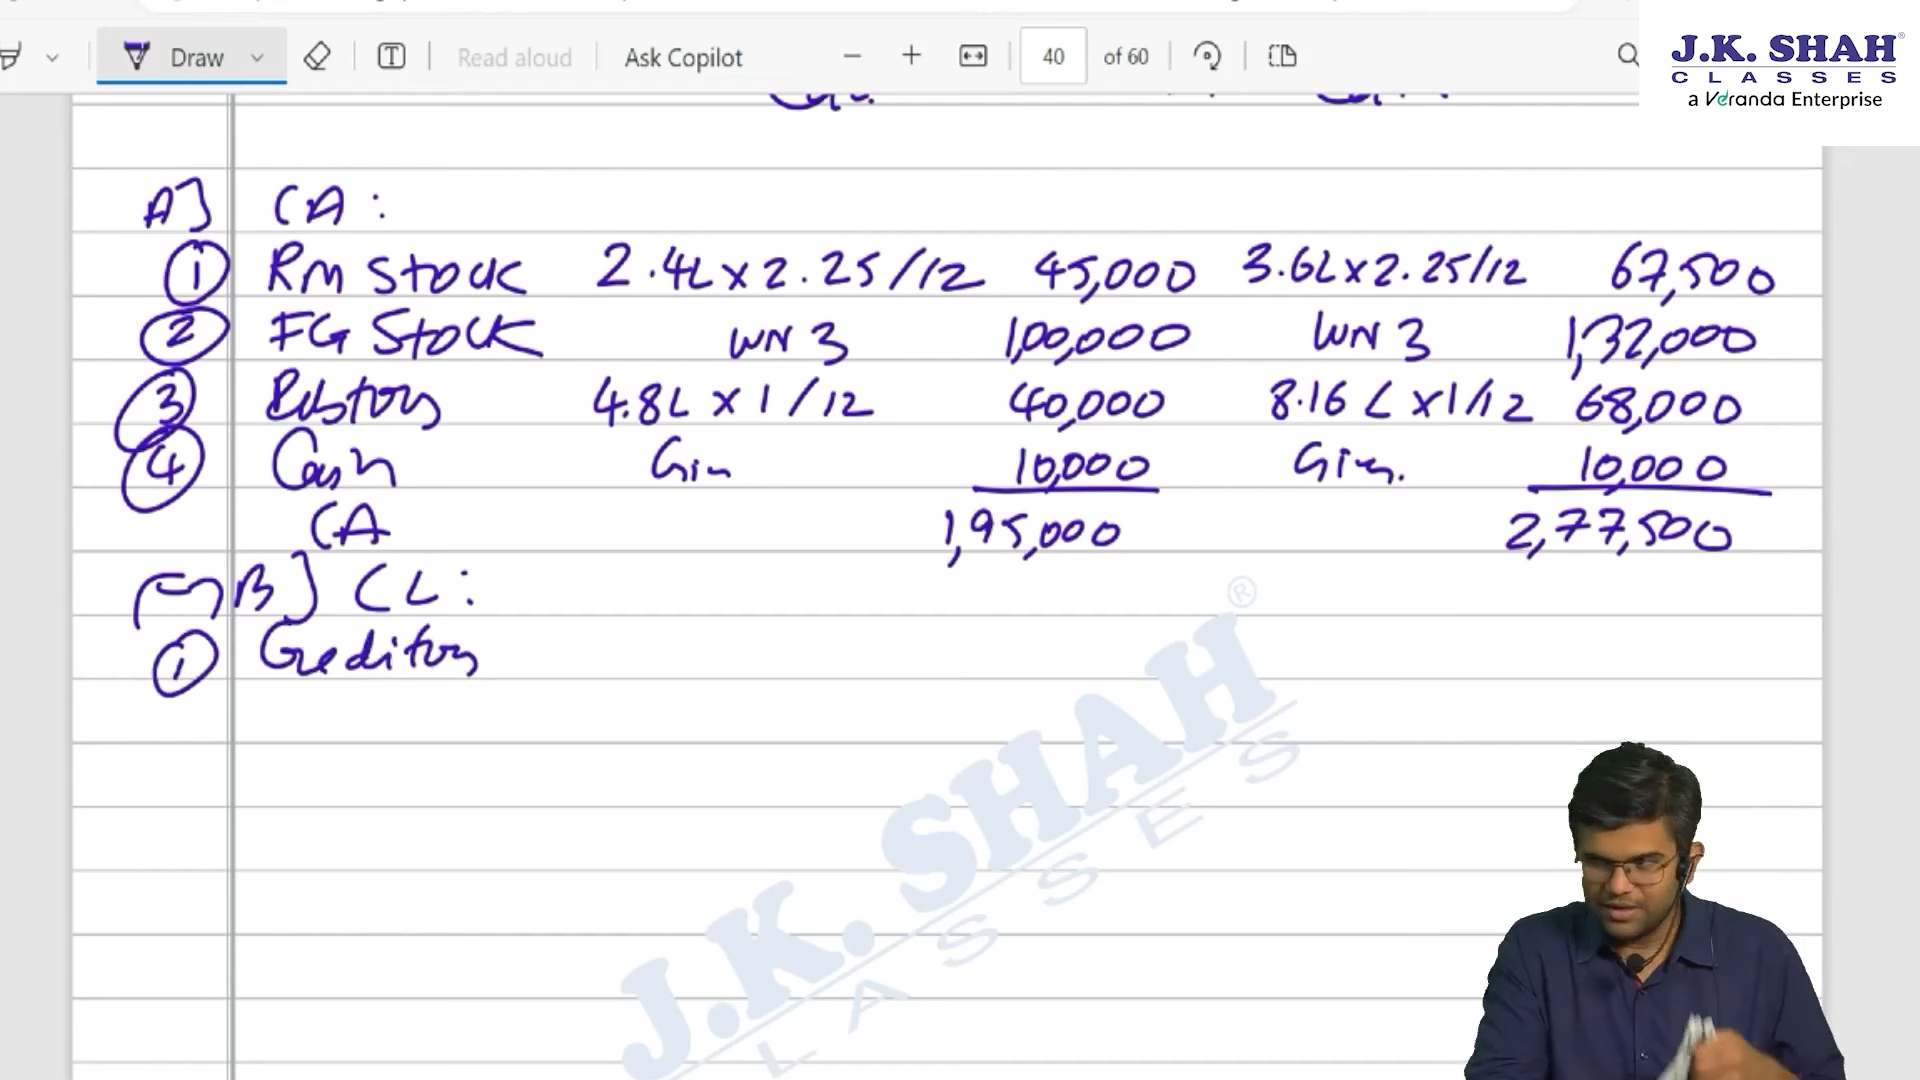 Draw
Read aloud
Ask Copilot
40 of 60
J.K. SHAH®
CLASSES
a Veranda Enterprise
A] CA:
① RM Stock 2.4L x 2.25/12 45,000 3.6L x 2.25/12 67,500
② FG Stock WN 3 1,00,000 WN 3 1,32,000
③ 4.8L x 1/12 40,000 8.16L x 1/12 68,000
④ Cash 10,000 Given. 10,000
CA 1,95,000 2,77,500
(-) B] CL:
① Creditors
J.K. SHAH®
CLASSES